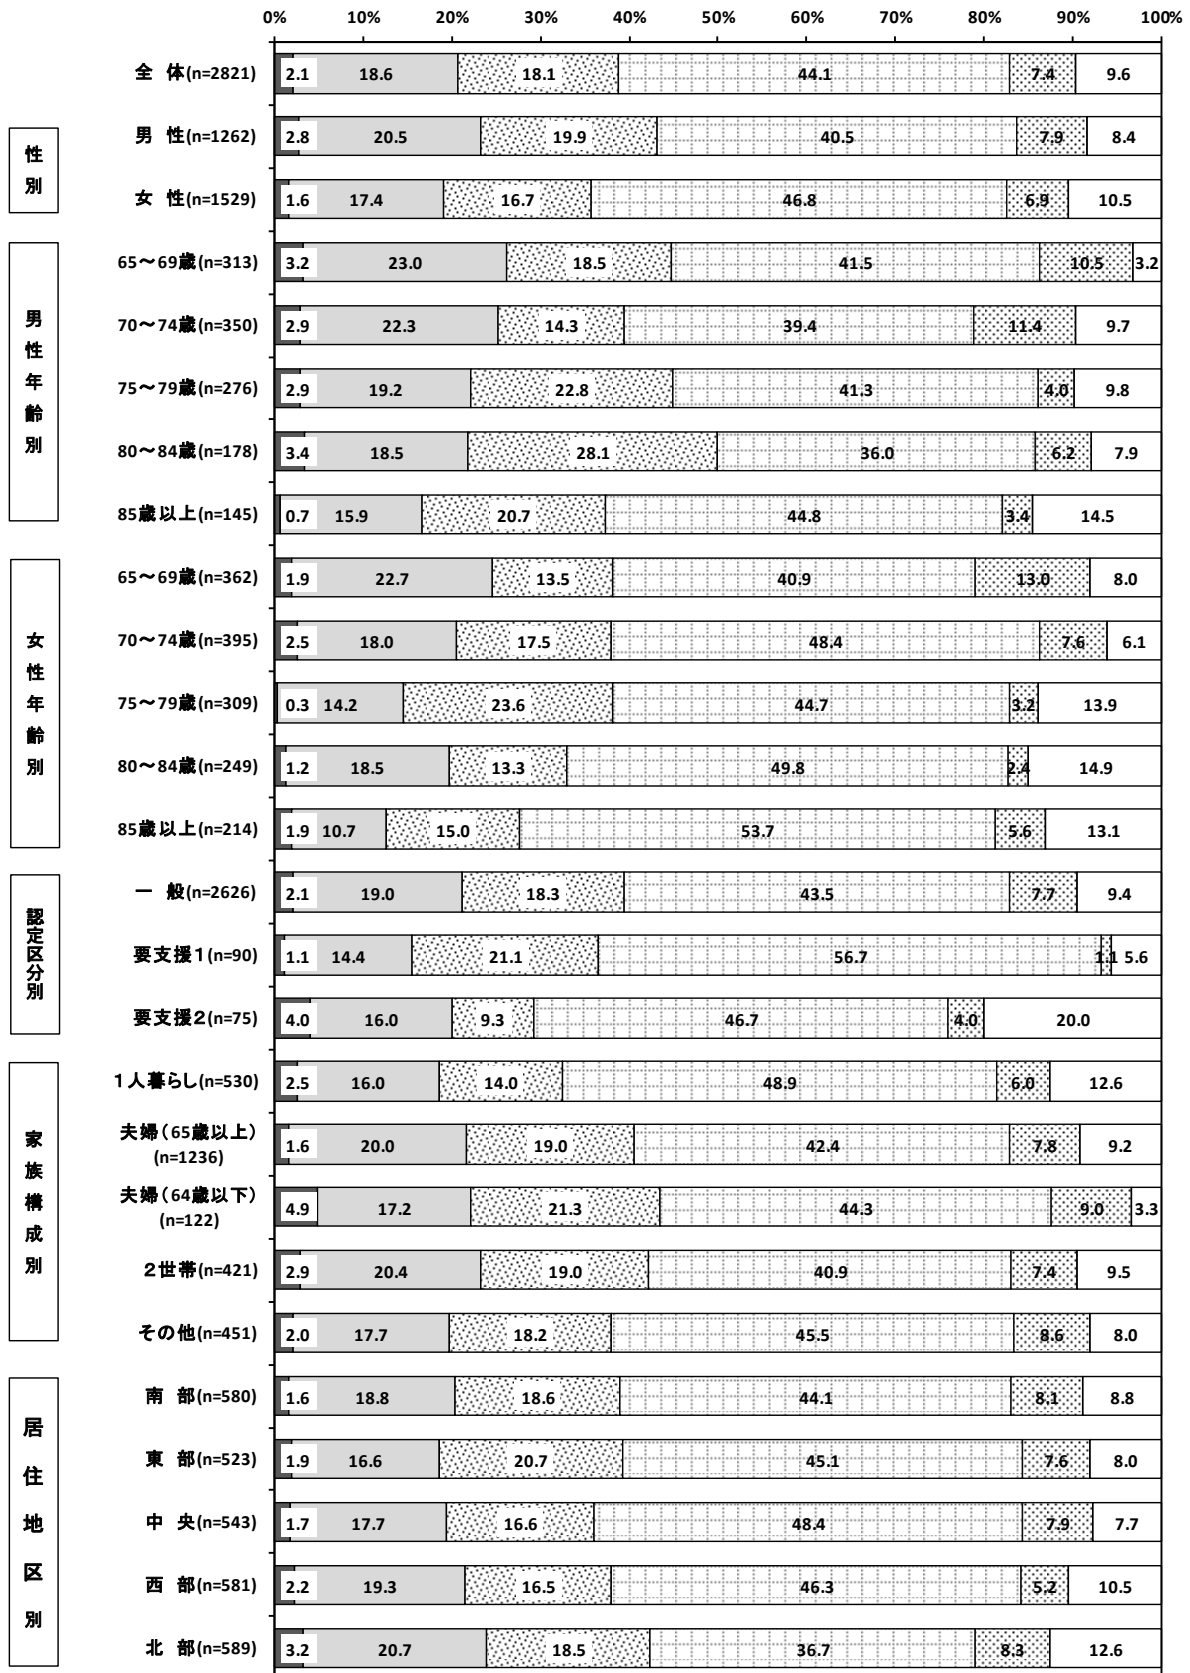 0% 10% 20% 30% 40% 50% 60% 70% 80% 90% 100%
全 体(n=2821) 2.1 18.6 18.1 44.1 7.4 9.6
性別
男 性(n=1262) 2.8 20.5 19.9 40.5 7.9 8.4
女 性(n=1529) 1.6 17.4 16.7 46.8 6.9 10.5
男性年齢別
65～69歳(n=313) 3.2 23.0 18.5 41.5 10.5 3.2
70～74歳(n=350) 2.9 22.3 14.3 39.4 11.4 9.7
75～79歳(n=276) 2.9 19.2 22.8 41.3 4.0 9.8
80～84歳(n=178) 3.4 18.5 28.1 36.0 6.2 7.9
85歳以上(n=145) 0.7 15.9 20.7 44.8 3.4 14.5
女性年齢別
65～69歳(n=362) 1.9 22.7 13.5 40.9 13.0 8.0
70～74歳(n=395) 2.5 18.0 17.5 48.4 7.6 6.1
75～79歳(n=309) 0.3 14.2 23.6 44.7 3.2 13.9
80～84歳(n=249) 1.2 18.5 13.3 49.8 2.4 14.9
85歳以上(n=214) 1.9 10.7 15.0 53.7 5.6 13.1
認定区分別
一 般(n=2626) 2.1 19.0 18.3 43.5 7.7 9.4
要支援１(n=90) 1.1 14.4 21.1 56.7 1.1 5.6
要支援２(n=75) 4.0 16.0 9.3 46.7 4.0 20.0
家族構成別
１人暮らし(n=530) 2.5 16.0 14.0 48.9 6.0 12.6
夫婦（65歳以上）
(n=1236) 1.6 20.0 19.0 42.4 7.8 9.2
夫婦（64歳以下）
(n=122) 4.9 17.2 21.3 44.3 9.0 3.3
２世帯(n=421) 2.9 20.4 19.0 40.9 7.4 9.5
その他(n=451) 2.0 17.7 18.2 45.5 8.6 8.0
居住地区別
南 部(n=580) 1.6 18.8 18.6 44.1 8.1 8.8
東 部(n=523) 1.9 16.6 20.7 45.1 7.6 8.0
中 央(n=543) 1.7 17.7 16.6 48.4 7.9 7.7
西 部(n=581) 2.2 19.3 16.5 46.3 5.2 10.5
北 部(n=589) 3.2 20.7 18.5 36.7 8.3 12.6